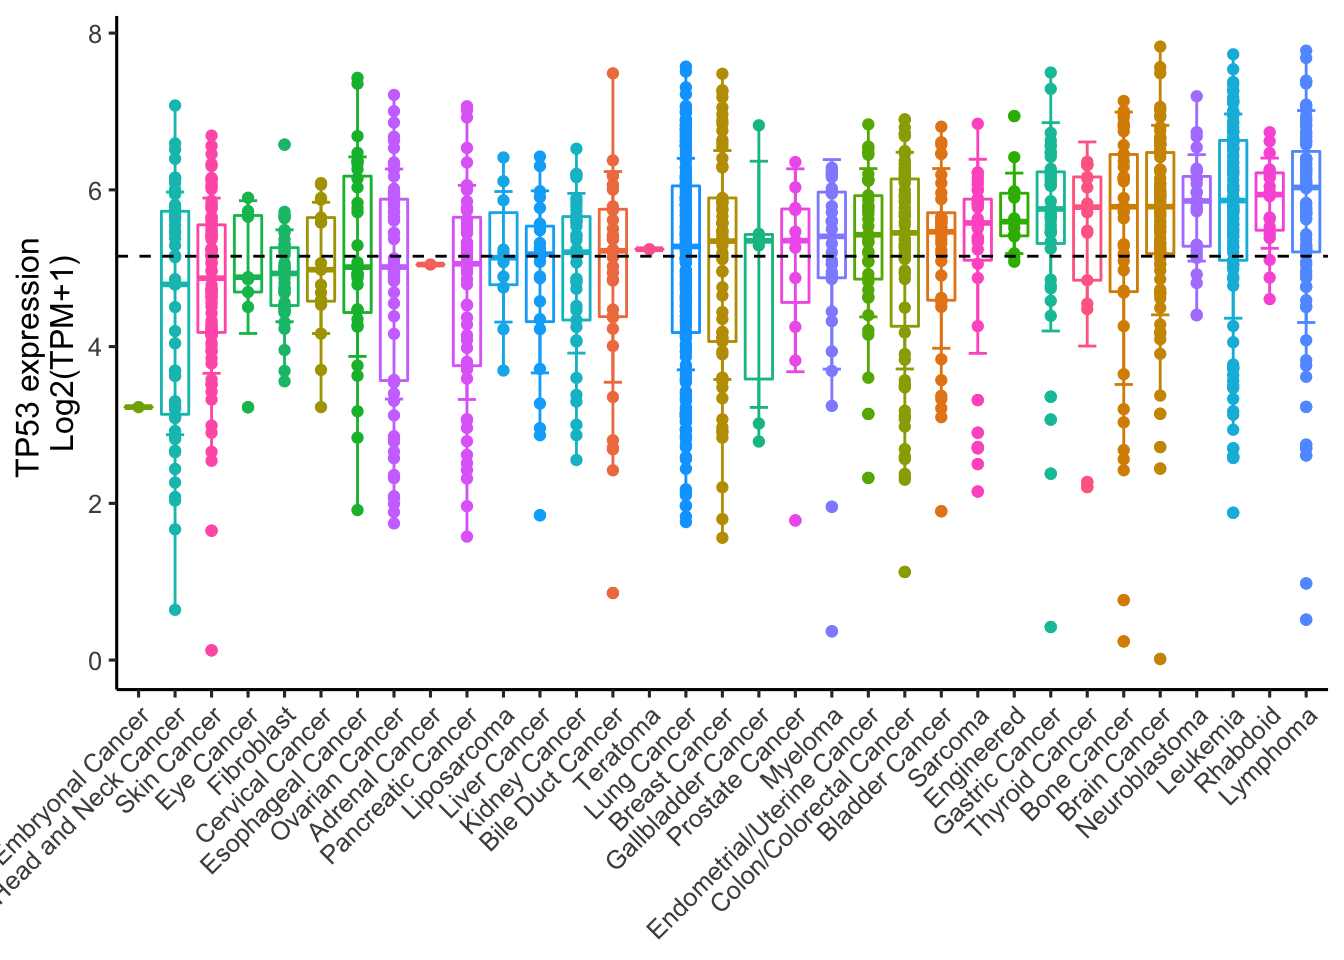 TP53 expression
Log2(TPM+1)
8
6
4
2
0
Embryonal Cancer
Head and Neck Cancer
Skin Cancer
Eye Cancer
Fibroblast
Cervical Cancer
Esophageal Cancer
Ovarian Cancer
Adrenal Cancer
Pancreatic Cancer
Liposarcoma
Liver Cancer
Kidney Cancer
Bile Duct Cancer
Teratoma
Lung Cancer
Breast Cancer
Gallbladder Cancer
Prostate Cancer
Myeloma
Endometrial/Uterine Cancer
Colon/Colorectal Cancer
Bladder Cancer
Sarcoma
Engineered
Gastric Cancer
Thyroid Cancer
Bone Cancer
Brain Cancer
Neuroblastoma
Leukemia
Rhabdoid
Lymphoma